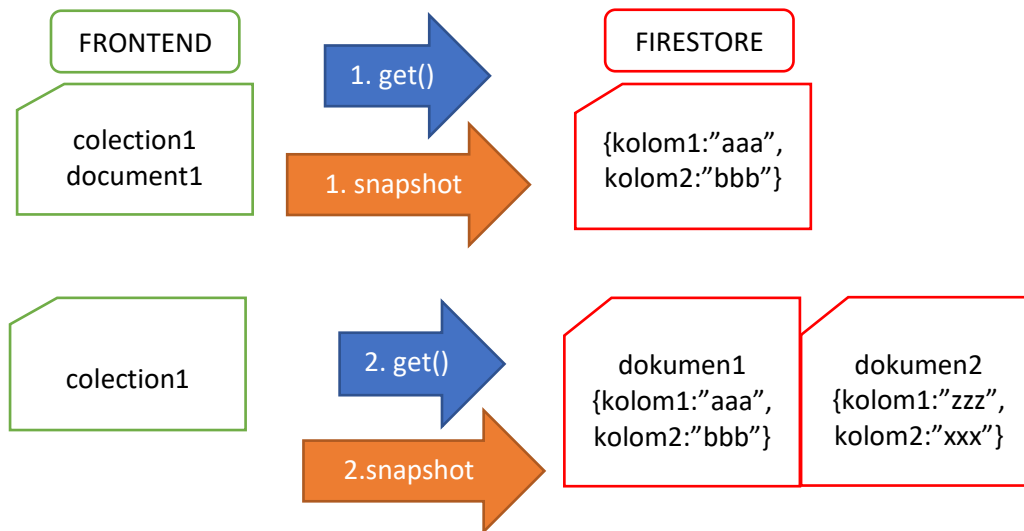 FRONTEND
1. get()
FIRESTORE
colection1
document1
1. snapshot
{kolom1:”aaa”,
kolom2:”bbb”}
colection1
2. get()
2.snapshot
dokumen1
{kolom1:”aaa”,
kolom2:”bbb”}
dokumen2
{kolom1:”zzz”,
kolom2:”xxx”}